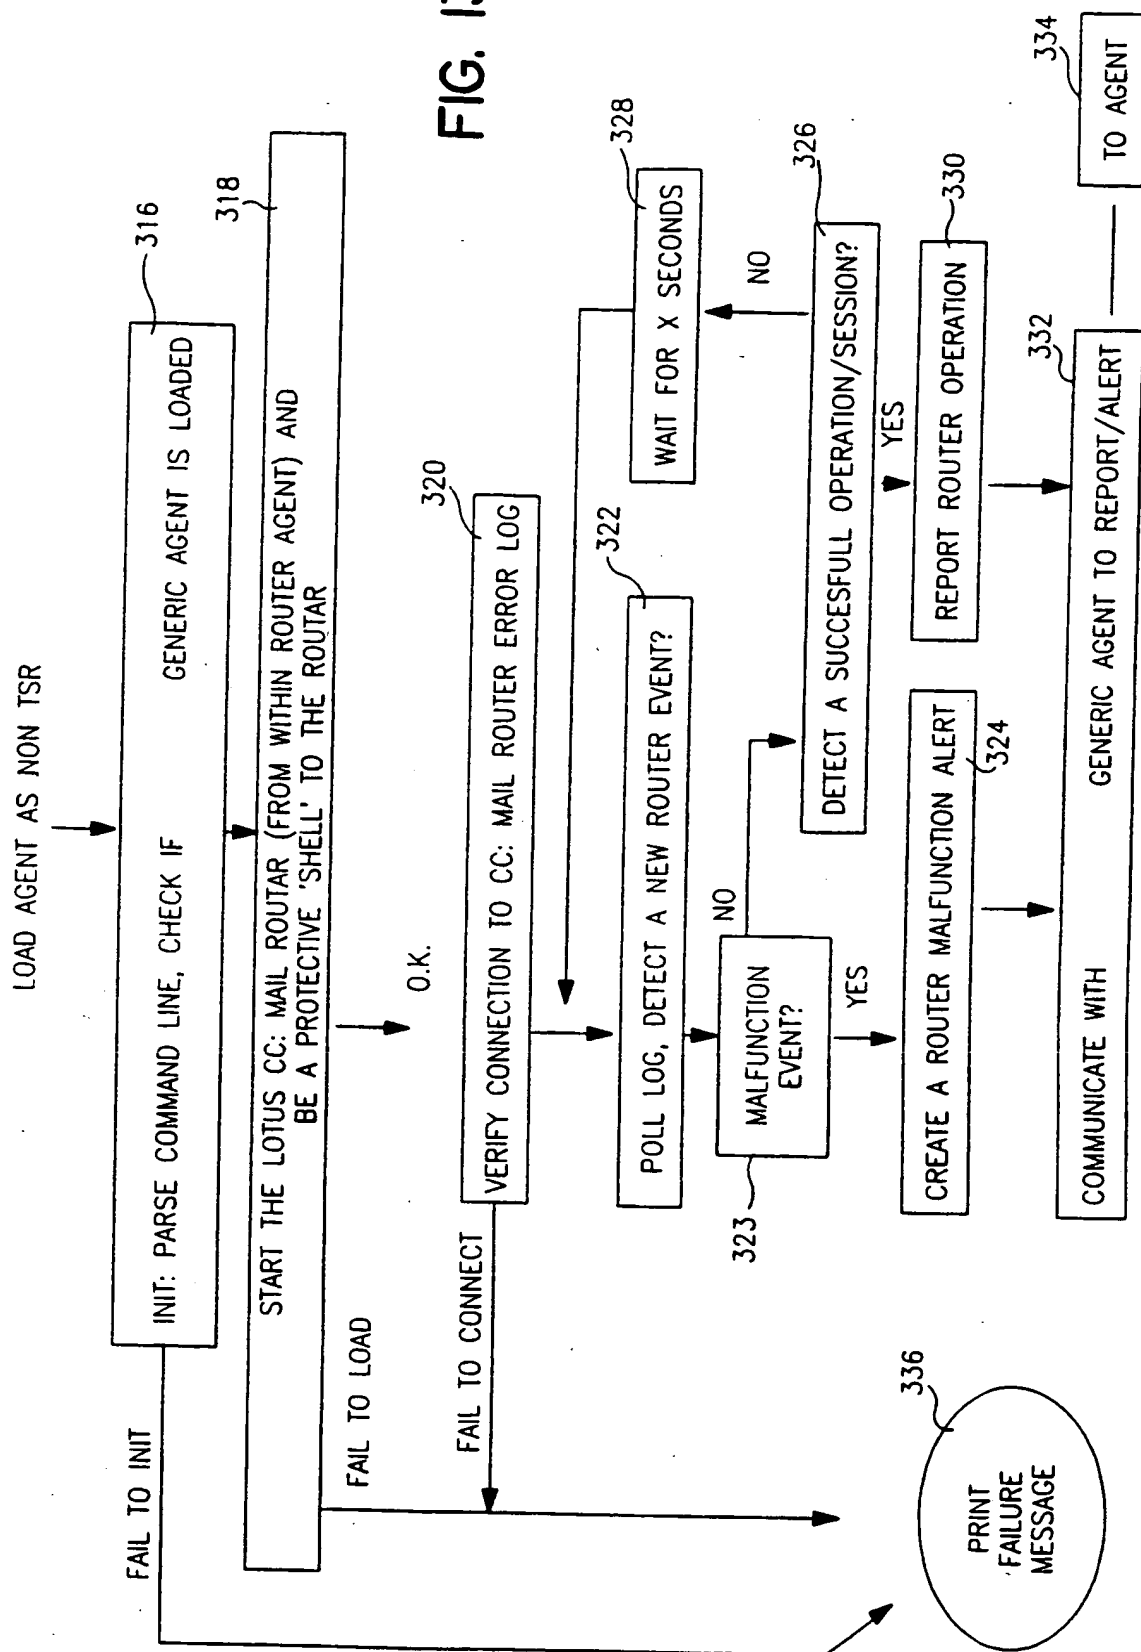 LOAD AGENT AS NON TSR
316
INIT: PARSE COMMAND LINE, CHECK IF GENERIC AGENT IS LOADED
FAIL TO INIT
318
START THE LOTUS CC: MAIL ROUTAR (FROM WITHIN ROUTER AGENT) AND
BE A PROTECTIVE 'SHELL' TO THE ROUTAR
FAIL TO LOAD
O.K.
FIG.
320
VERIFY CONNECTION TO CC: MAIL ROUTER ERROR LOG
FAIL TO CONNECT
328
WAIT FOR X SECONDS
322
POLL LOG, DETECT A NEW ROUTER EVENT?
NO
NO
MALFUNCTION
EVENT?
323
326
DETECT A SUCCESFULL OPERATION/SESSION?
YES
YES
CREATE A ROUTER MALFUNCTION ALERT
324
330
REPORT ROUTER OPERATION
332
COMMUNICATE WITH GENERIC AGENT TO REPORT/ALERT
334
TO AGENT
336
PRINT
'FAILURE
MESSAGE